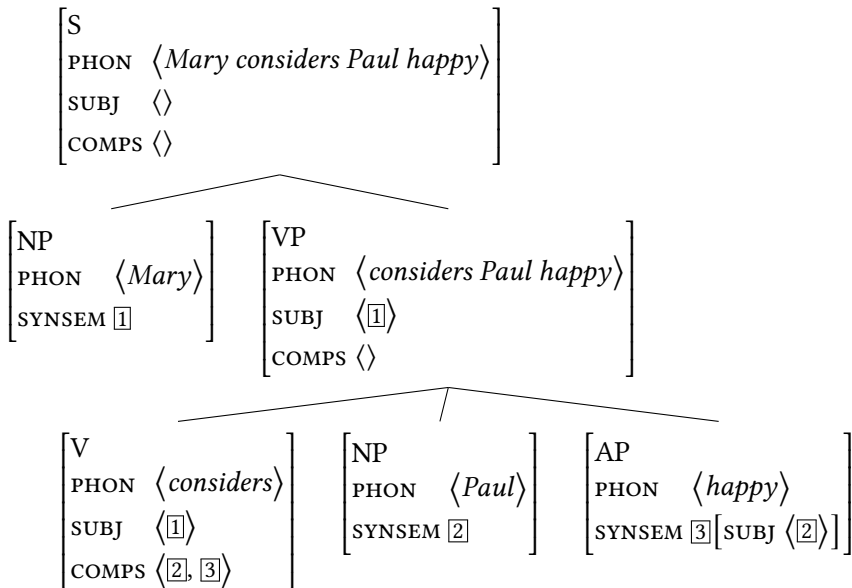 S
PHON ⟨Mary considers Paul happy⟩
SUBJ ⟨⟩
COMPS ⟨⟩
NP
PHON ⟨Mary⟩
SYNSEM 1
VP
PHON ⟨considers Paul happy⟩
SUBJ ⟨1⟩
COMPS ⟨⟩
V
PHON ⟨considers⟩
SUBJ ⟨1⟩
COMPS ⟨2, 3⟩
NP
PHON ⟨Paul⟩
SYNSEM 2
AP
PHON ⟨happy⟩
SYNSEM 3[SUBJ ⟨2⟩]